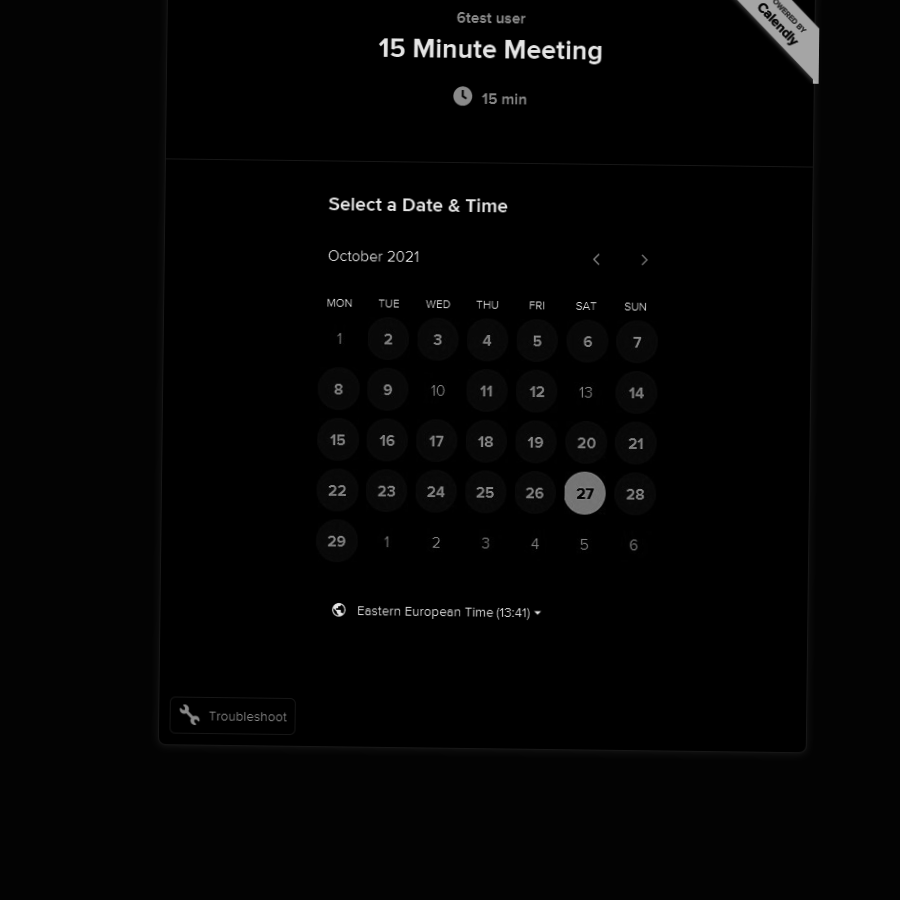 6test user
15 Minute Meeting
15 min
POWERED BY
Calendly
Select a Date & Time
October 2021
MON TUE WED THU FRI SAT SUN
1 2 3 4 5 6 7
8 9 10 11 12 13 14
15 16 17 18 19 20 21
22 23 24 25 26 27 28
29 1 2 3 4 5 6
Eastern European Time (13:41)
Troubleshoot